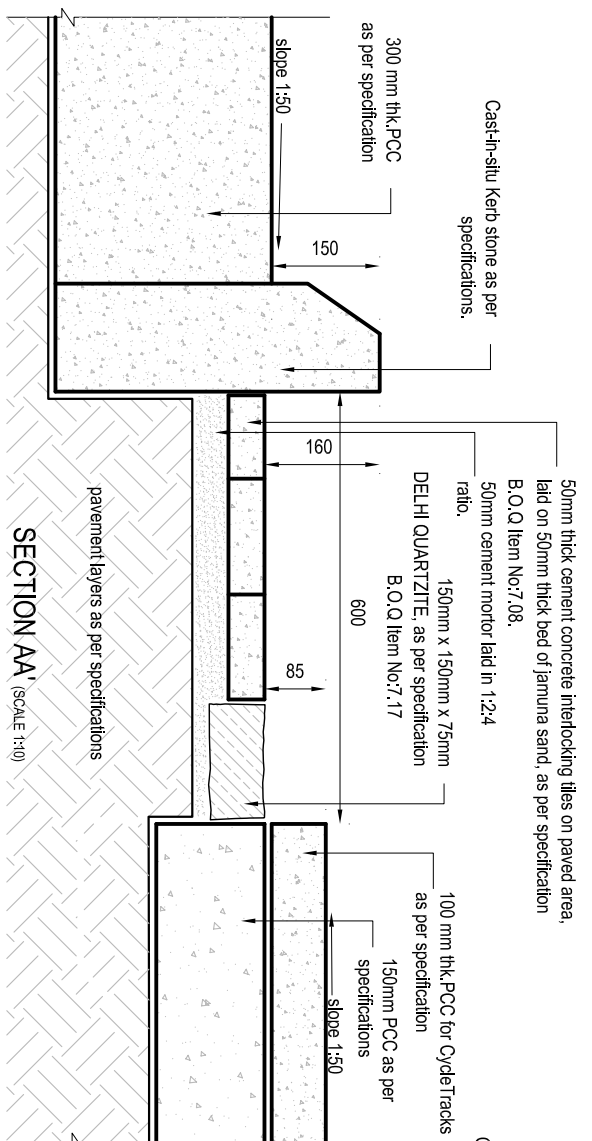 50mm thick cement concrete interlocking tiles on paved area,
laid on 50mm thick bed of jamuna sand, as per specification
B.O.Q Item No:7.08.
50mm cement mortor laid in 1:2:4
ratio.
Cast-in-situ Kerb stone as per
specifications.
300 mm thk.PCC
as per specification
slope 1:50
150
160
150mm x 150mm x 75mm
DELHI QUARTZITE, as per specification
B.O.Q Item No:7.17
600
85
100 mm thk.PCC for CycleTracks
as per specification
150mm PCC as per
specifications
slope 1:50
pavement layers as per specifications
SECTION AA' (SCALE 1:10)